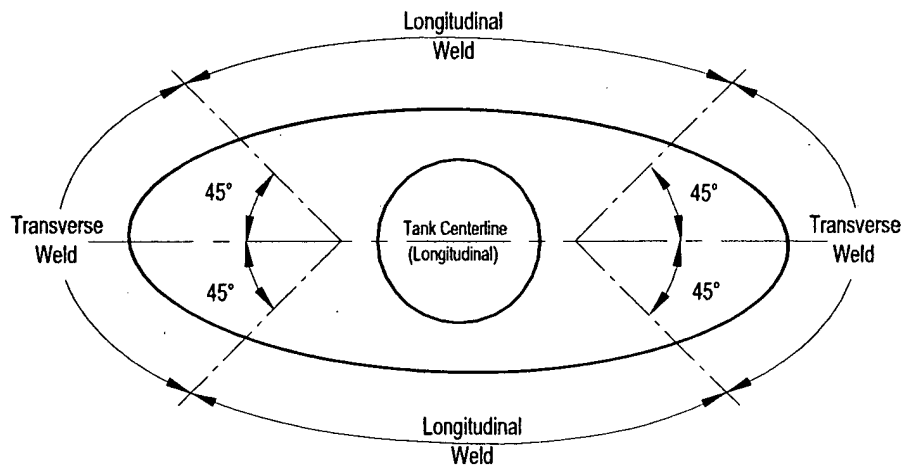 Longitudinal
Weld
45°
45°
Transverse
Weld
Tank Centerline
(Longitudinal)
Transverse
Weld
45°
45°
Longitudinal
Weld